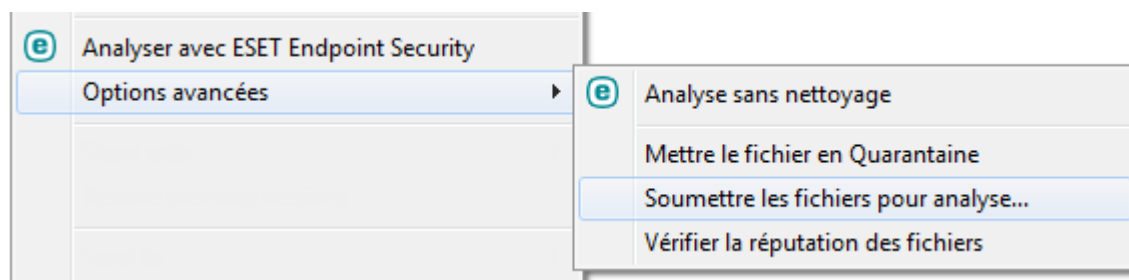 Analyser avec ESET Endpoint Security
Options avancées
Analyse sans nettoyage
Mettre le fichier en Quarantaine
Soumettre les fichiers pour analyse...
Vérifier la réputation des fichiers